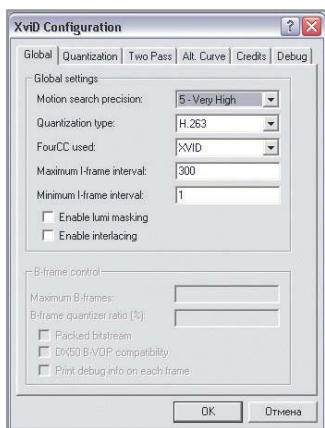 XviD Configuration
Global Quantization Two Pass Alt. Curve Credits Debug
Global settings
Motion search precision: 5 - Very High
Quantization type: H.263
FourCC used: XVID
Maximum I-frame interval: 300
Minimum I-frame interval: 1
Enable lumi masking
Enable interlacing
B-frame control
Maximum B-frames:
B-frame quantizer ratio (%):
Packed bitstream
DX50 B-VOP compatibility
Print debug info on each frame
OK Отмена